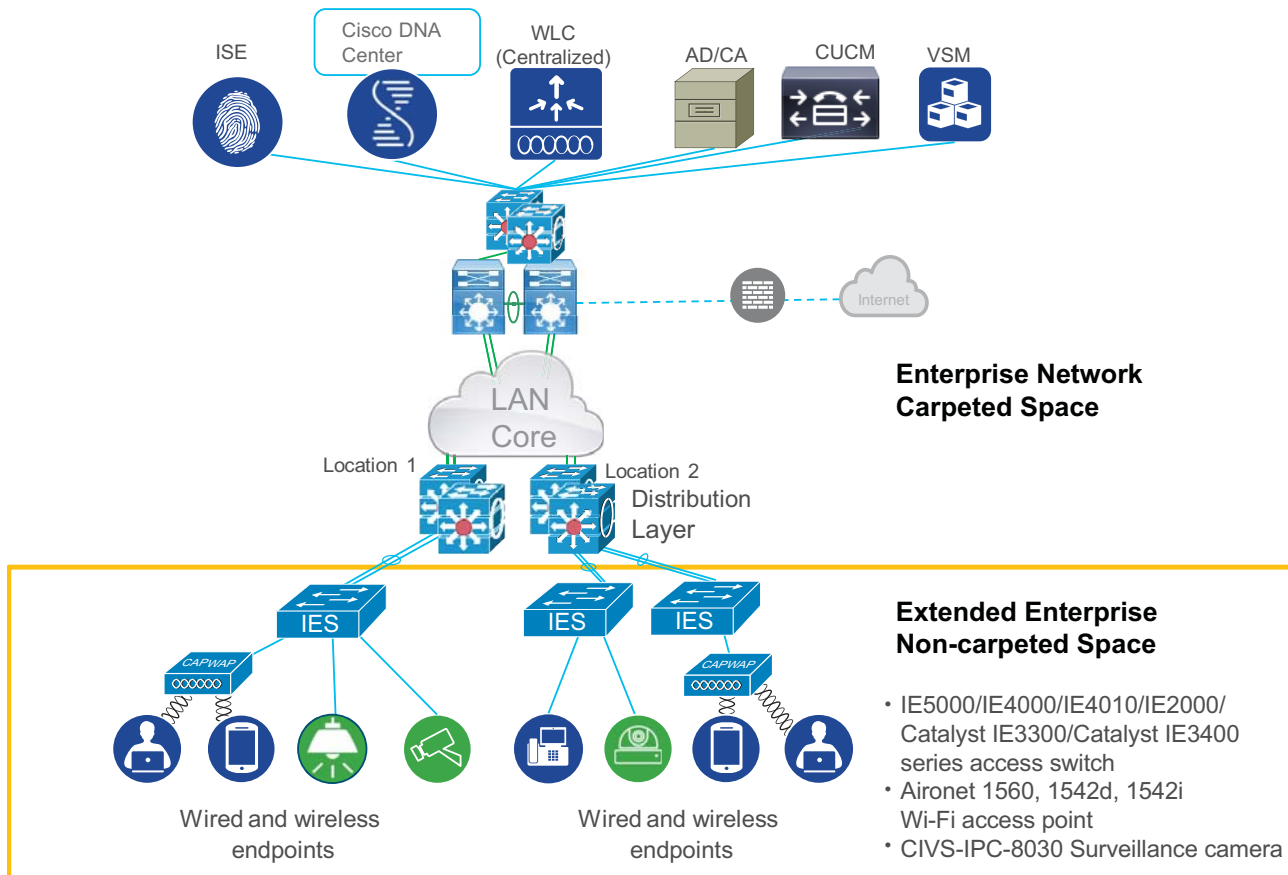 ISE
Cisco DNA
Center
WLC
(Centralized)
AD/CA
CUCM
VSM
Internet
Enterprise Network
Carpeted Space
LAN
Core
Location 1
Location 2
Distribution
Layer
IES
IES
IES
CAPWAP
CAPWAP
Extended Enterprise
Non-carpeted Space
• IE5000/IE4000/IE4010/IE2000/
Catalyst IE3300/Catalyst IE3400
series access switch
• Aironet 1560, 1542d, 1542i
Wi-Fi access point
• CIVS-IPC-8030 Surveillance camera
Wired and wireless
endpoints
Wired and wireless
endpoints